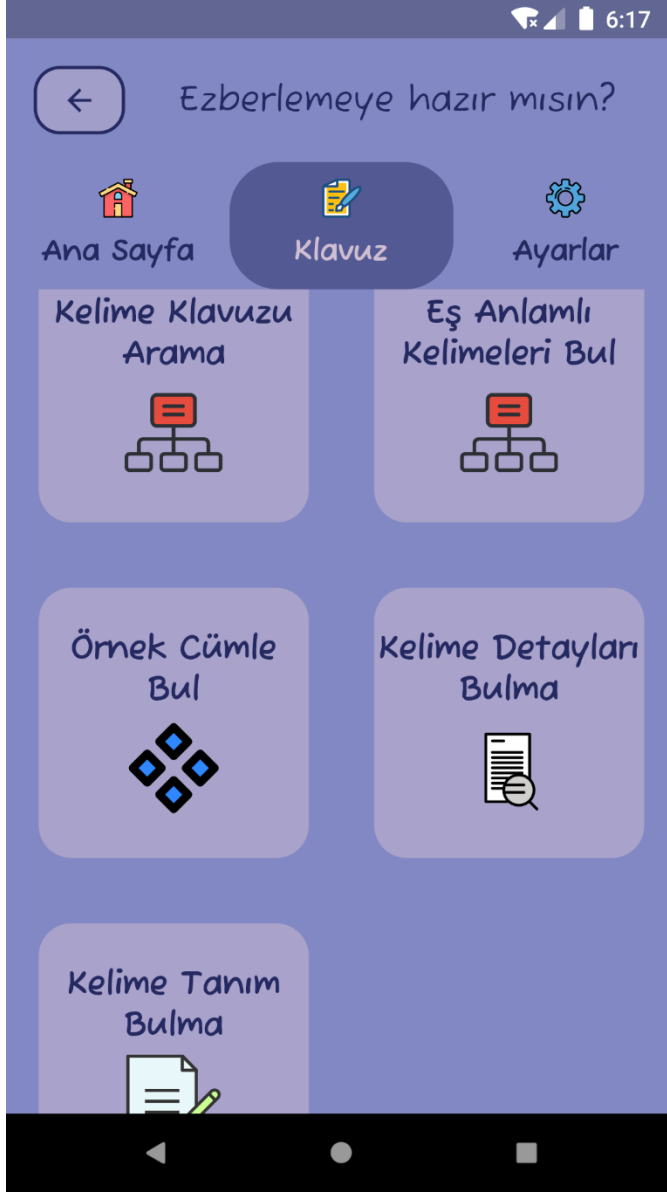 6:17
Ezberlemeye hazır mısın?
Ana Sayfa
Klavuz
Ayarlar
Kelime Klavuzu
Arama
Eş Anlamlı
Kelimeleri Bul
Örnek Cümle
Bul
Kelime Detayları
Bulma
Kelime Tanım
Bulma